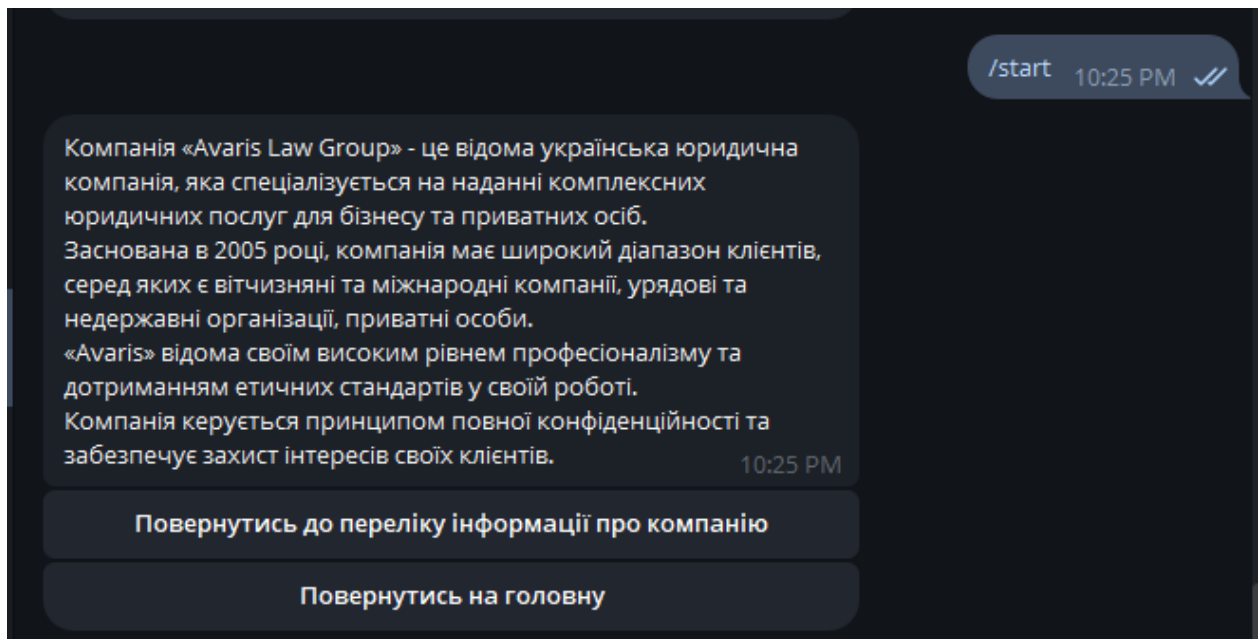 /start 10:25 PM
Компанія «Avaris Law Group» - це відома українська юридична
компанія, яка спеціалізується на наданні комплексних
юридичних послуг для бізнесу та приватних осіб.
Заснована в 2005 році, компанія має широкий діапазон клієнтів,
серед яких є вітчизняні та міжнародні компанії, урядові та
недержавні організації, приватні особи.
«Avaris» відома своїм високим рівнем професіоналізму та
дотриманням етичних стандартів у своїй роботі.
Компанія керується принципом повної конфіденційності та
забезпечує захист інтересів своїх клієнтів. 10:25 PM
Повернутись до переліку інформації про компанію
Повернутись на головну